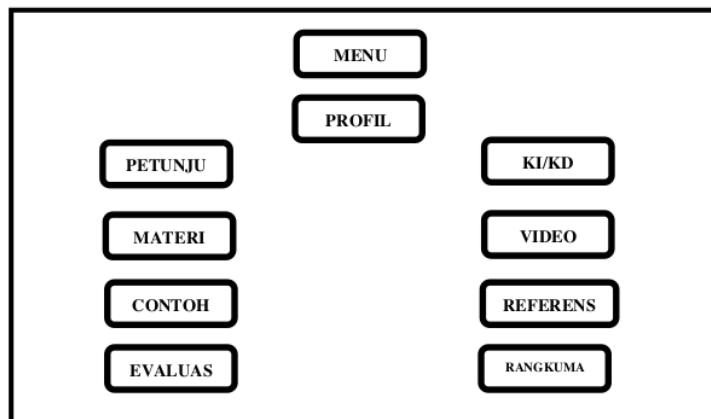 MENU
PROFIL
PETUNJU
KI/KD
MATERI
VIDEO
CONTOH
REFERENS
EVALUAS
RANGKUMA